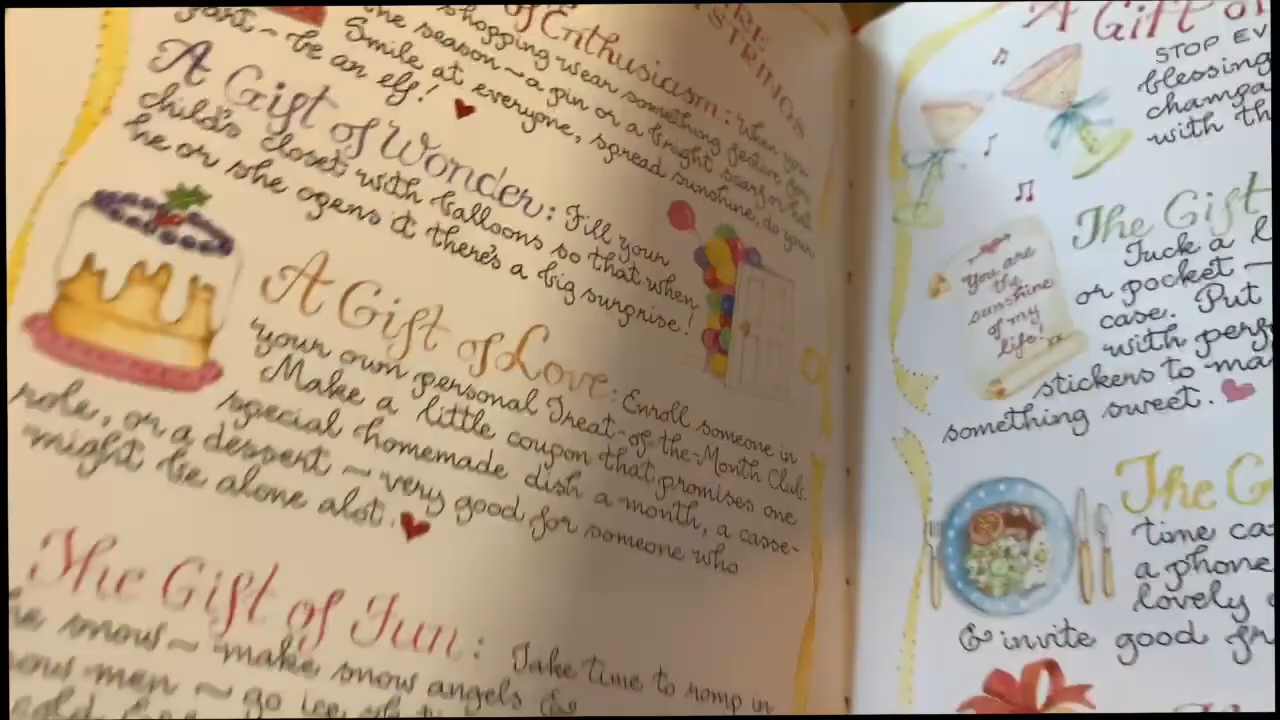 of Enthusiasm: When you
shopping wear something festive for
the season ~ a pin or a bright scarf or hat.
Smile at everyone, spread sunshine, do your
part ~ be an elf!
STRINGS
A Gift of Wonder: Fill your
child's closet with balloons so that when
he or she opens it there's a big surprise!
A Gift of Love: Enroll someone in
your own personal Treat-of-the-Month Club.
Make a little coupon that promises one
special homemade dish a month, a casse-
role, or a dessert ~ very good for someone who
might be alone alot.
The Gift of Fun: Take time to romp in
snow ~ make snow angels &
men ~ go ice
A Gift of
STOP EV
blessing
champa
with th
The Gift
Tuck a
or pocket —
case. Put
with perf
stickers to ma
something sweet.
You are
the
sunshine
of my
life! xx
The G
time ca
a phone
lovely
& invite good fr